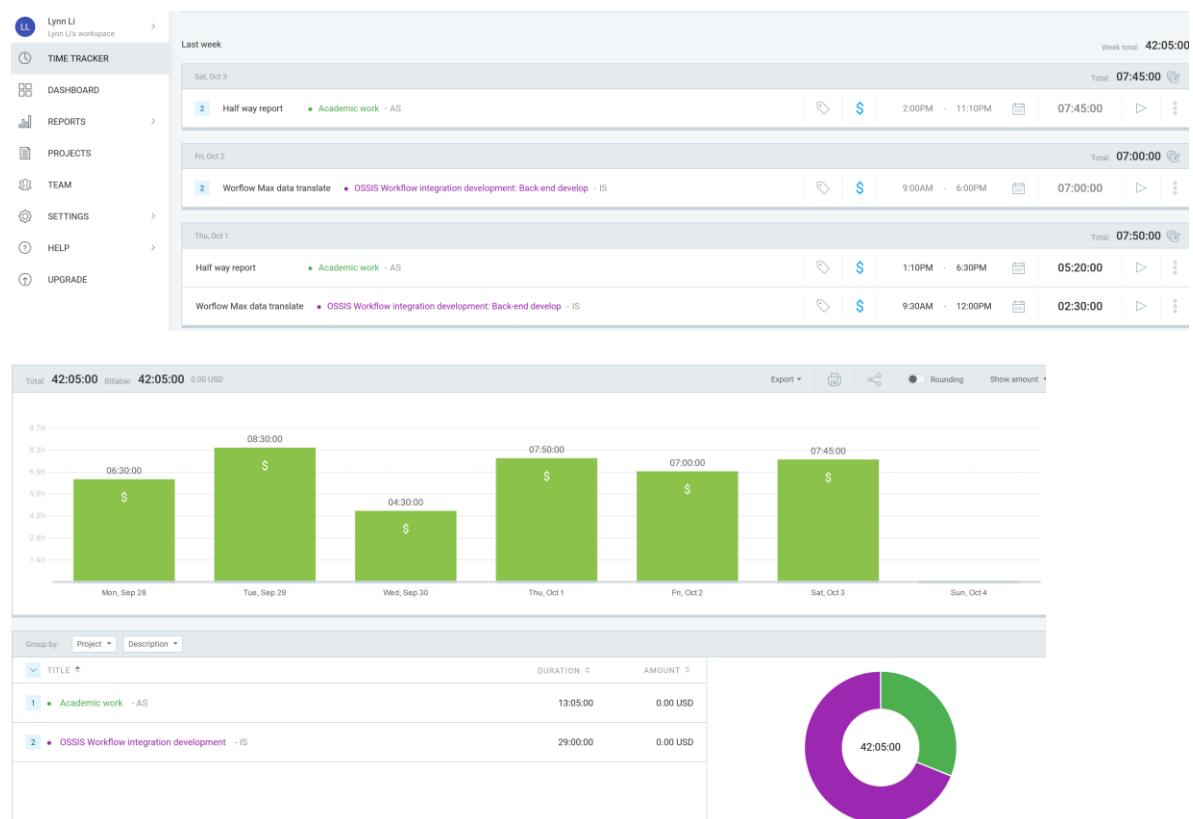 LL
Lynn Li
Lynn Li's workspace
TIME TRACKER
DASHBOARD
REPORTS
PROJECTS
TEAM
SETTINGS
HELP
UPGRADE
Last week Week total: 42:05:00
Sat, Oct 3 Total: 07:45:00
2 Half way report • Academic work - AS $ 2:00PM - 11:10PM 07:45:00
Fri, Oct 2 Total: 07:00:00
2 Worflow Max data translate • OSSIS Workflow integration development: Back-end develop - IS $ 9:00AM - 6:00PM 07:00:00
Thu, Oct 1 Total: 07:50:00
Half way report • Academic work - AS $ 1:10PM - 6:30PM 05:20:00
Worflow Max data translate • OSSIS Workflow integration development: Back-end develop - IS $ 9:30AM - 12:00PM 02:30:00
Total: 42:05:00 Billable: 42:05:00 0.00 USD Export Rounding Show amount
9.7h
8.3h
6.9h
5.6h
4.2h
2.8h
1.4h
06:30:00 08:30:00 04:30:00 07:50:00 07:00:00 07:45:00
$ $ $ $ $ $
Mon, Sep 28 Tue, Sep 29 Wed, Sep 30 Thu, Oct 1 Fri, Oct 2 Sat, Oct 3 Sun, Oct 4
Group by: Project Description
TITLE DURATION AMOUNT
1 • Academic work - AS 13:05:00 0.00 USD
2 • OSSIS Workflow integration development - IS 29:00:00 0.00 USD
42:05:00